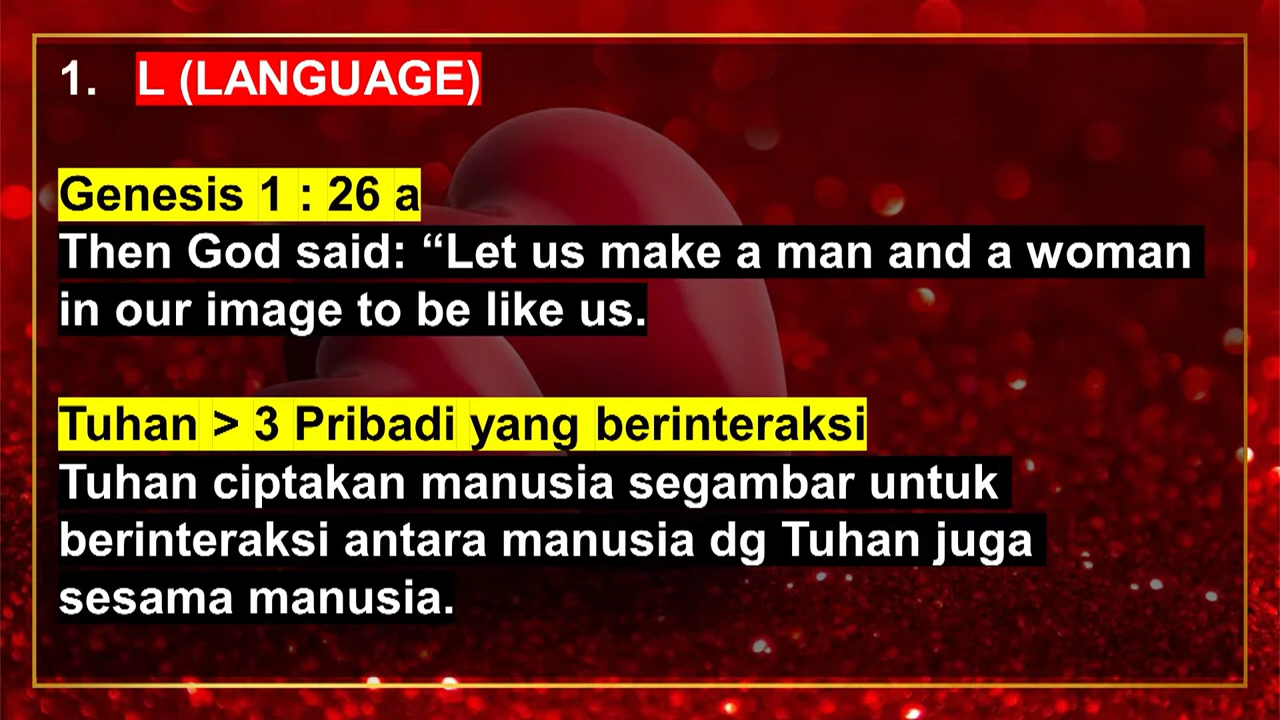 1. L (LANGUAGE)
Genesis 1 : 26 a
Then God said: “Let us make a man and a woman
in our image to be like us.
Tuhan > 3 Pribadi yang berinteraksi
Tuhan ciptakan manusia segambar untuk
berinteraksi antara manusia dg Tuhan juga
sesama manusia.